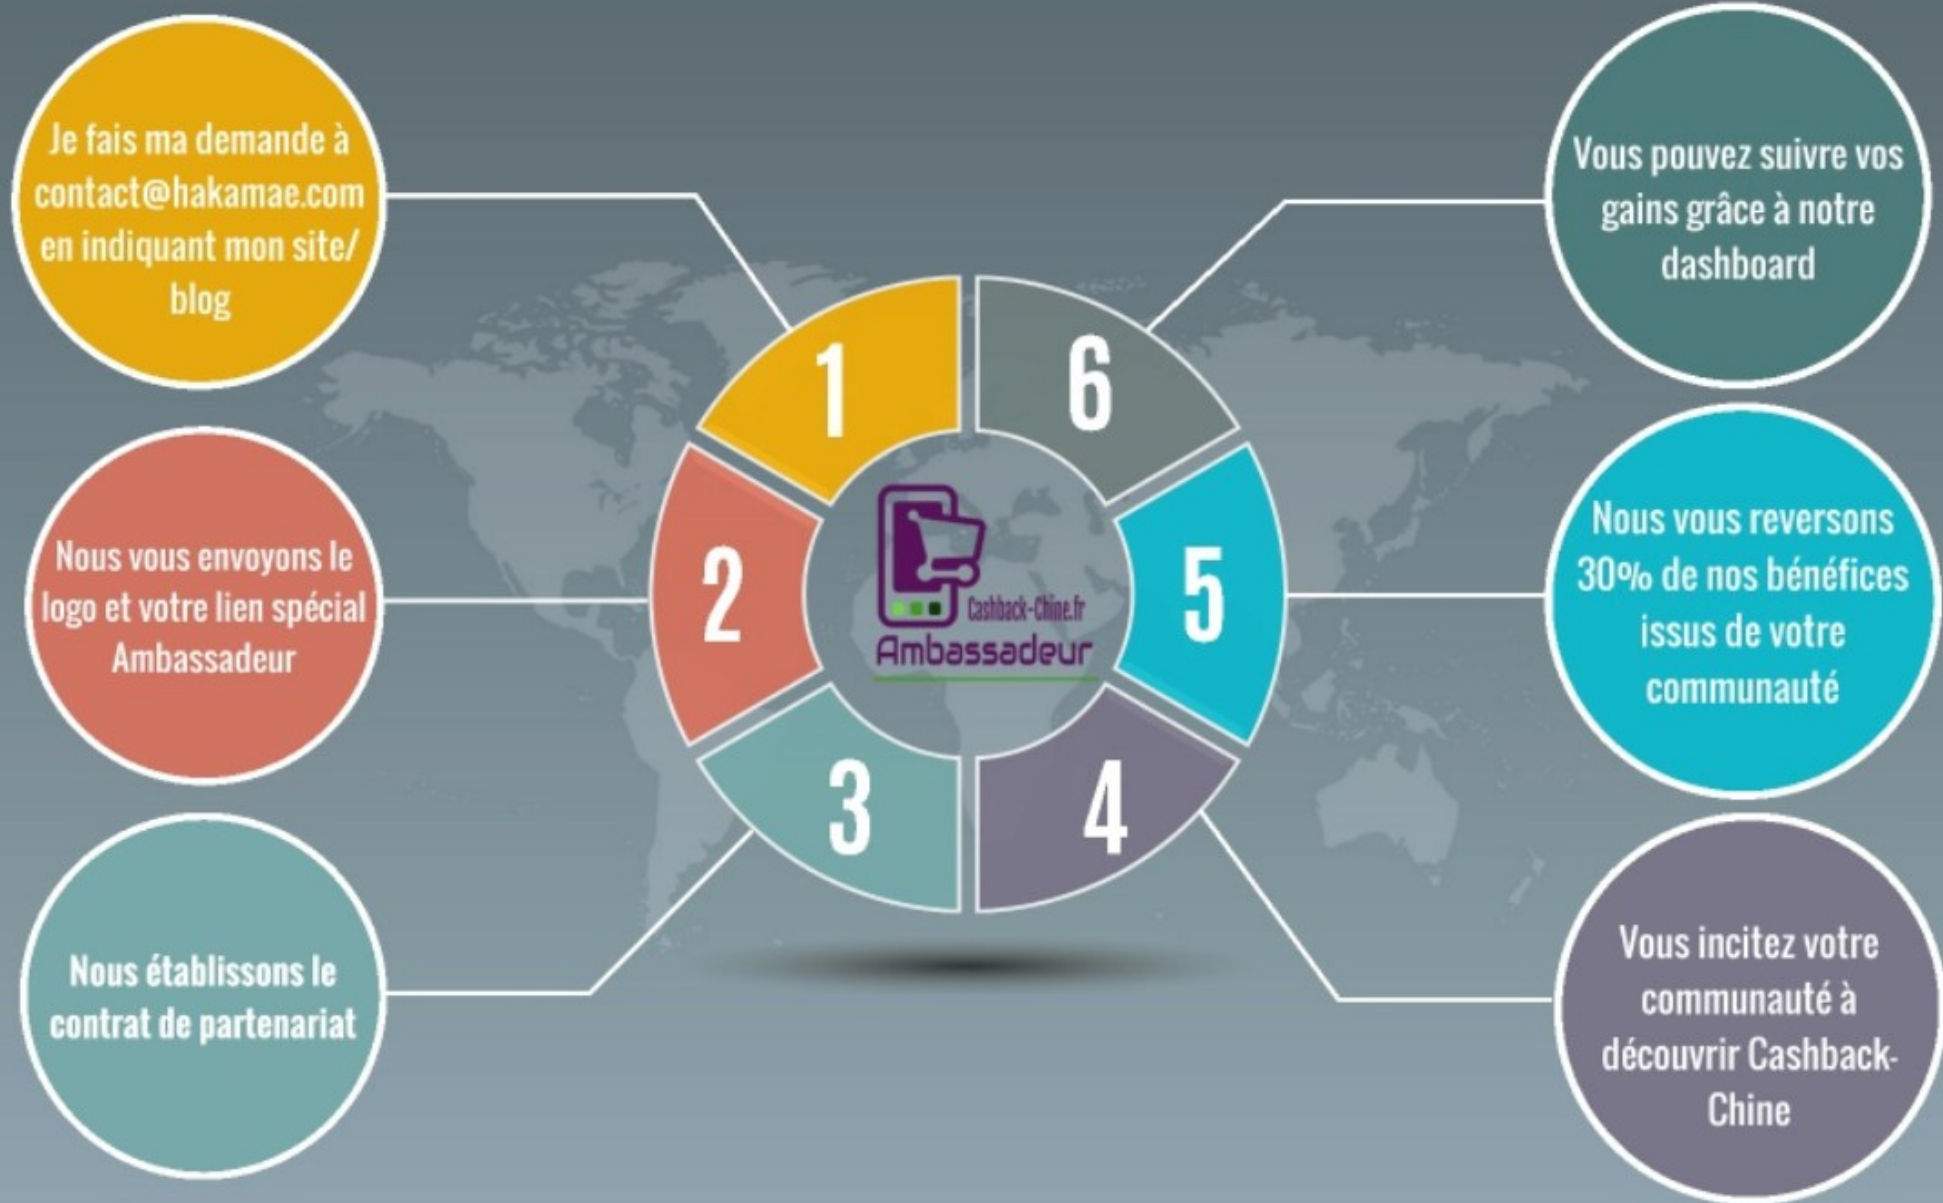 Je fais ma demande à
contact@hakamae.com
en indiquant mon site/
blog
Nous vous envoyons le
logo et votre lien spécial
Ambassadeur
Nous établissons le
contrat de partenariat
1
2
3
4
5
6
Cashback-Chine.fr
Ambassadeur
Vous pouvez suivre vos
gains grâce à notre
dashboard
Nous vous reversons
30% de nos bénéfices
issus de votre
communauté
Vous incitez votre
communauté à
découvrir Cashback-
Chine